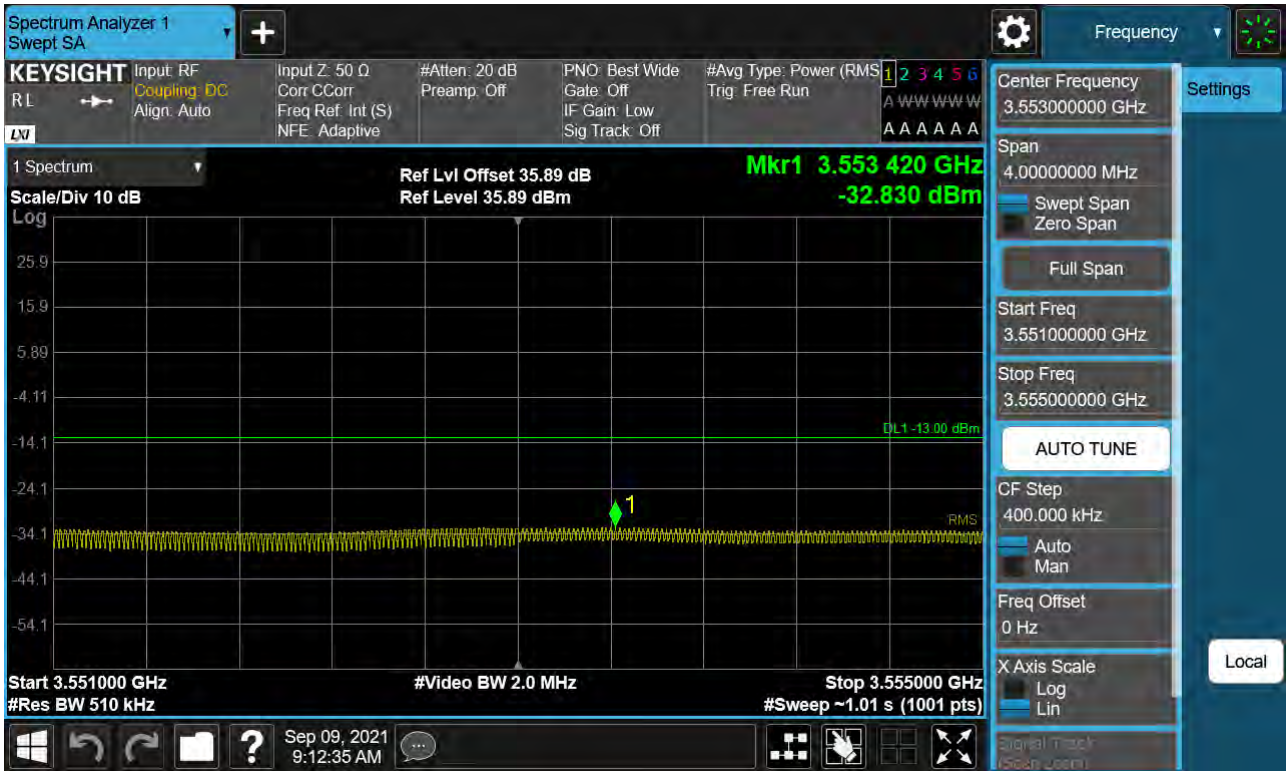 Spectrum Analyzer 1
Swept SA
+
Frequency
KEYSIGHT
RL
LXI
Input: RF
Coupling: DC
Align: Auto
Input Z: 50 Ω
Corr CCorr
Freq Ref: Int (S)
NFE: Adaptive
#Atten: 20 dB
Preamp: Off
PNO: Best Wide
Gate: Off
IF Gain: Low
Sig Track: Off
#Avg Type: Power (RMS
Trig: Free Run
1 2 3 4 5 6
A W W W W W
A A A A A A
1 Spectrum
Scale/Div 10 dB
Log
Ref Lvl Offset 35.89 dB
Ref Level 35.89 dBm
Mkr1 3.553 420 GHz
-32.830 dBm
25.9
15.9
5.89
-4.11
-14.1
-24.1
-34.1
-44.1
-54.1
DL1 -13.00 dBm
1
RMS
Start 3.551000 GHz
#Res BW 510 kHz
#Video BW 2.0 MHz
Stop 3.555000 GHz
#Sweep ~1.01 s (1001 pts)
Center Frequency
3.553000000 GHz
Span
4.00000000 MHz
Swept Span
Zero Span
Full Span
Start Freq
3.551000000 GHz
Stop Freq
3.555000000 GHz
AUTO TUNE
CF Step
400.000 kHz
Auto
Man
Freq Offset
0 Hz
X Axis Scale
Log
Lin
Signal Track
(Span Zoom)
Settings
Local
?
Sep 09, 2021
9:12:35 AM